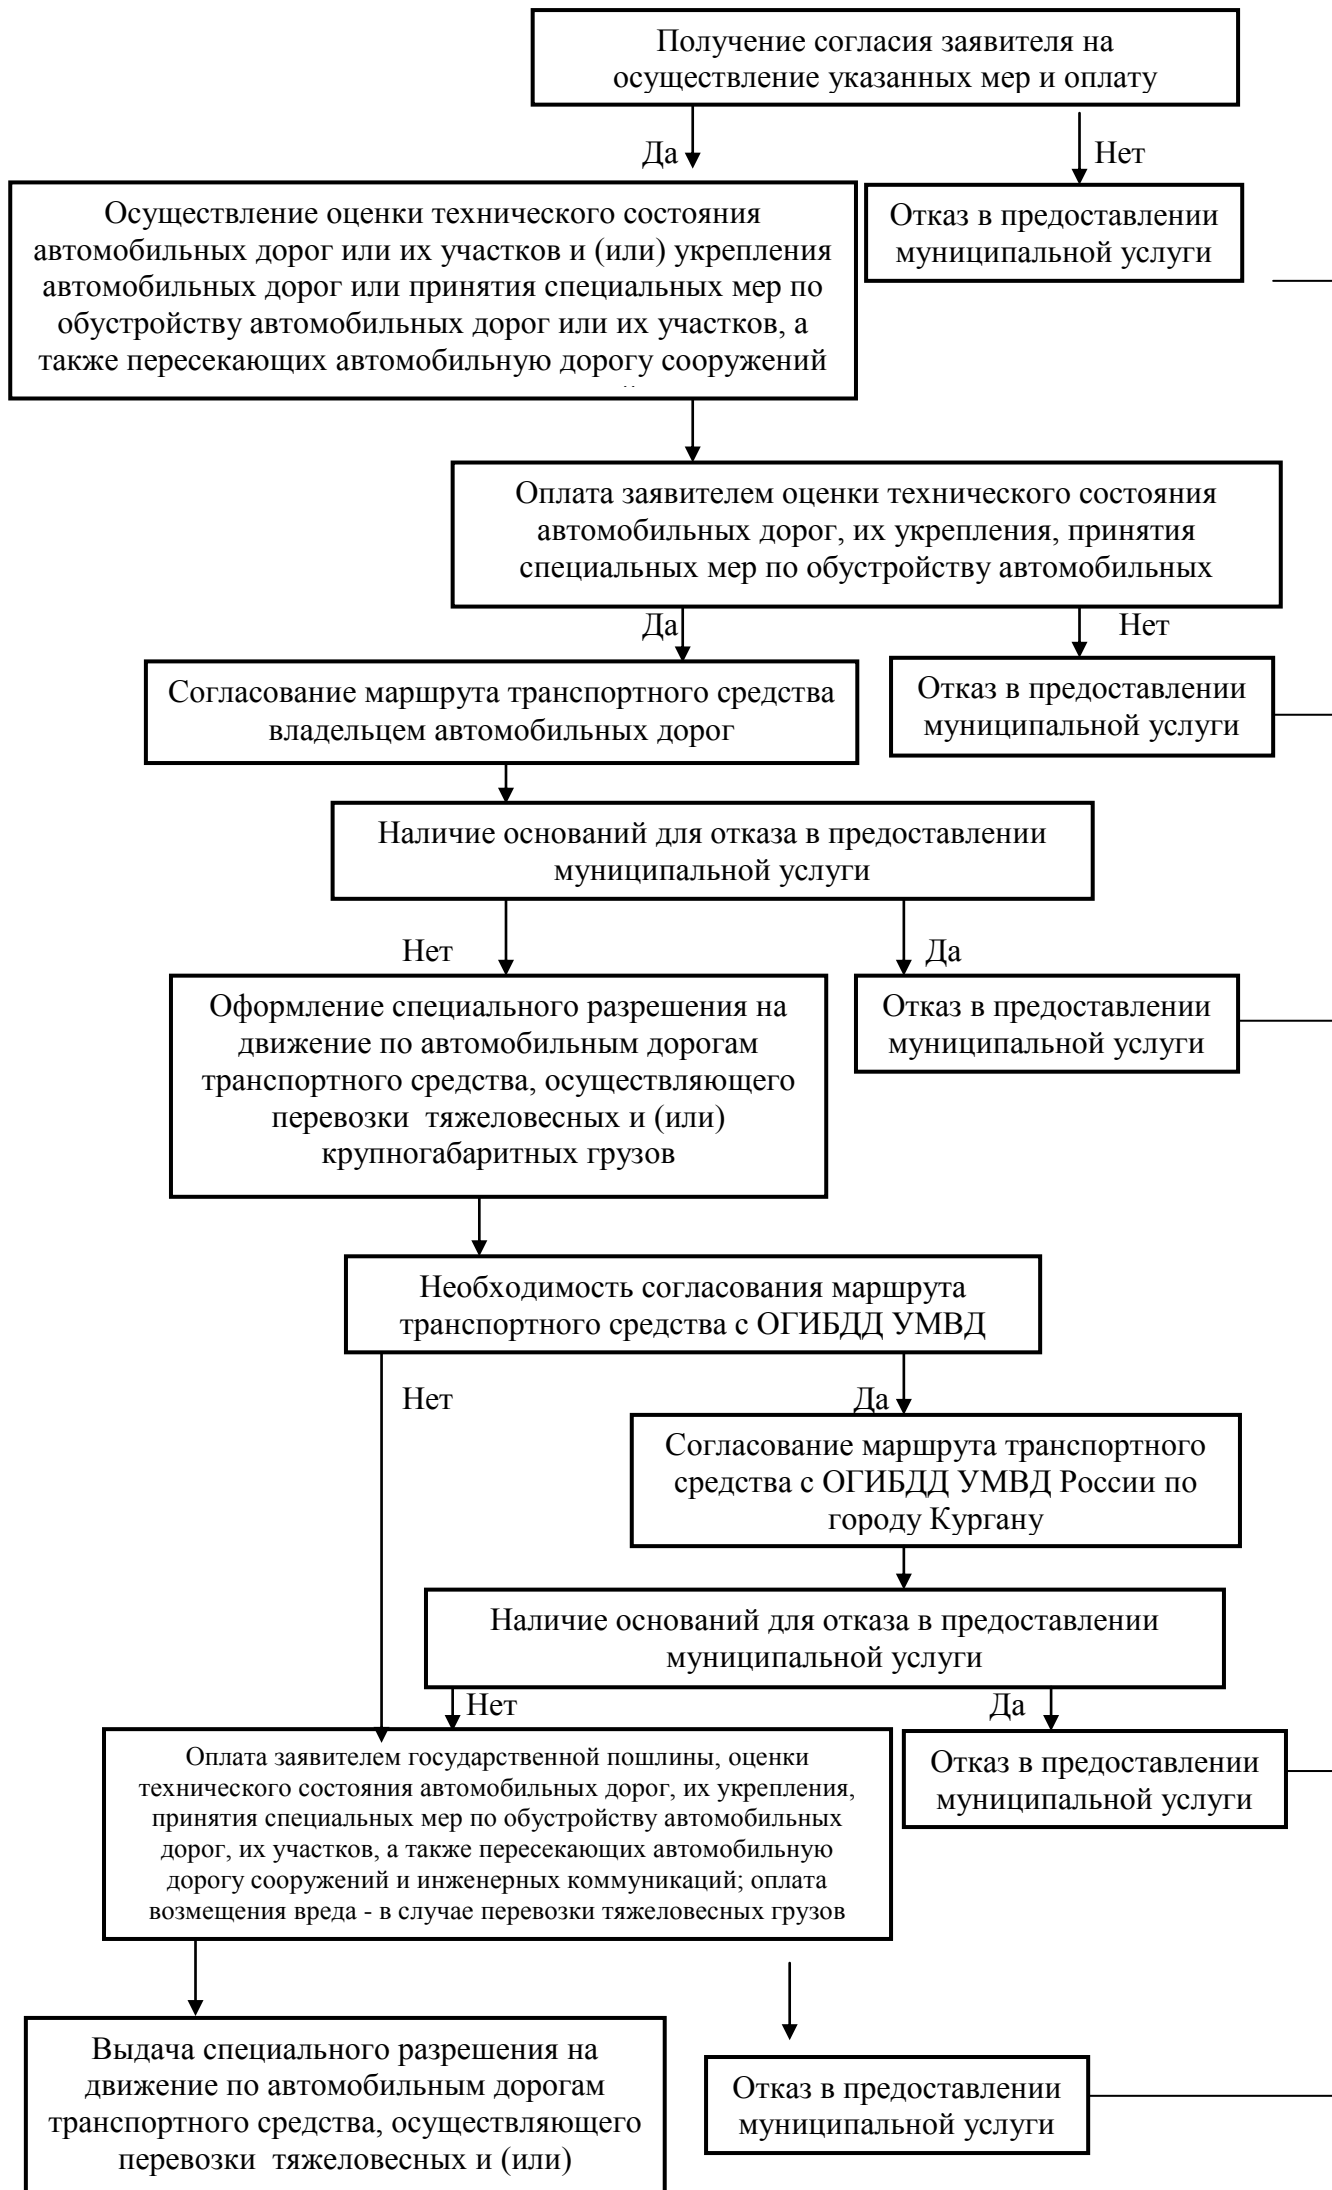 Получение согласия заявителя на
осуществление указанных мер и оплату
Да
Нет
Осуществление оценки технического состояния
автомобильных дорог или их участков и (или) укрепления
автомобильных дорог или принятия специальных мер по
обустройству автомобильных дорог или их участков, а
также пересекающих автомобильную дорогу сооружений
Отказ в предоставлении
муниципальной услуги
Оплата заявителем оценки технического состояния
автомобильных дорог, их укрепления, принятия
специальных мер по обустройству автомобильных
Да
Нет
Согласование маршрута транспортного средства
владельцем автомобильных дорог
Отказ в предоставлении
муниципальной услуги
Наличие оснований для отказа в предоставлении
муниципальной услуги
Нет
Да
Оформление специального разрешения на
движение по автомобильным дорогам
транспортного средства, осуществляющего
перевозки тяжеловесных и (или)
крупногабаритных грузов
Отказ в предоставлении
муниципальной услуги
Необходимость согласования маршрута
транспортного средства с ОГИБДД УМВД
Нет
Да
Согласование маршрута транспортного
средства с ОГИБДД УМВД России по
городу Кургану
Наличие оснований для отказа в предоставлении
муниципальной услуги
Нет
Да
Оплата заявителем государственной пошлины, оценки
технического состояния автомобильных дорог, их укрепления,
принятия специальных мер по обустройству автомобильных
дорог, их участков, а также пересекающих автомобильную
дорогу сооружений и инженерных коммуникаций; оплата
возмещения вреда - в случае перевозки тяжеловесных грузов
Отказ в предоставлении
муниципальной услуги
Выдача специального разрешения на
движение по автомобильным дорогам
транспортного средства, осуществляющего
перевозки тяжеловесных и (или)
Отказ в предоставлении
муниципальной услуги